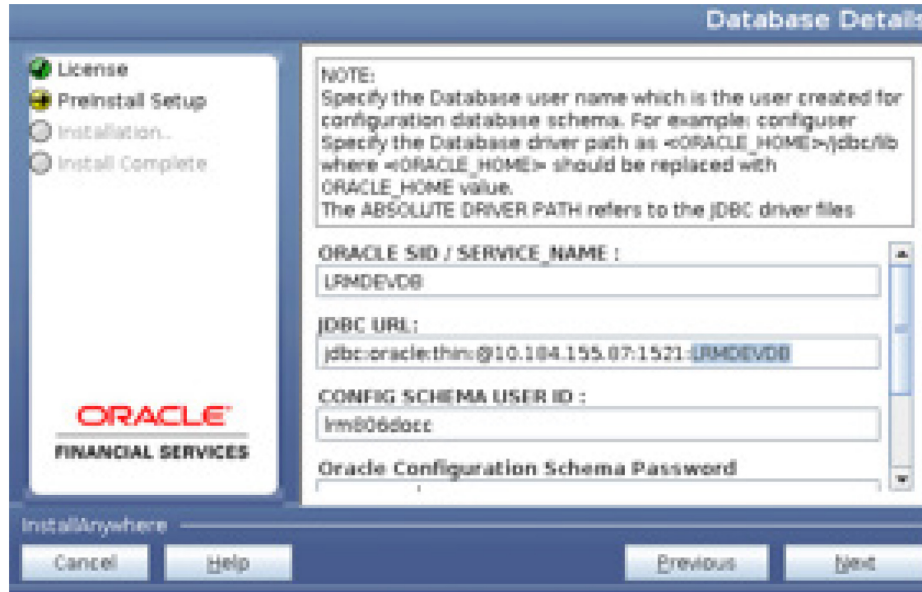 Database Details
License
Preinstall Setup
Installation...
Install Complete
ORACLE
FINANCIAL SERVICES
NOTE:
Specify the Database user name which is the user created for
configuration database schema. For example: configuser
Specify the Database driver path as <ORACLE_HOME>/jdbc/lib
where <ORACLE_HOME> should be replaced with
ORACLE_HOME value.
The ABSOLUTE DRIVER PATH refers to the JDBC driver files
ORACLE SID / SERVICE_NAME :
LRMDEVDB
JDBC URL:
jdbc:oracle:thin:@10.184.155.87:1521:LRMDEVDB
CONFIG SCHEMA USER ID :
lrm806docc
Oracle Configuration Schema Password
InstallAnywhere
Cancel
Help
Previous
Next